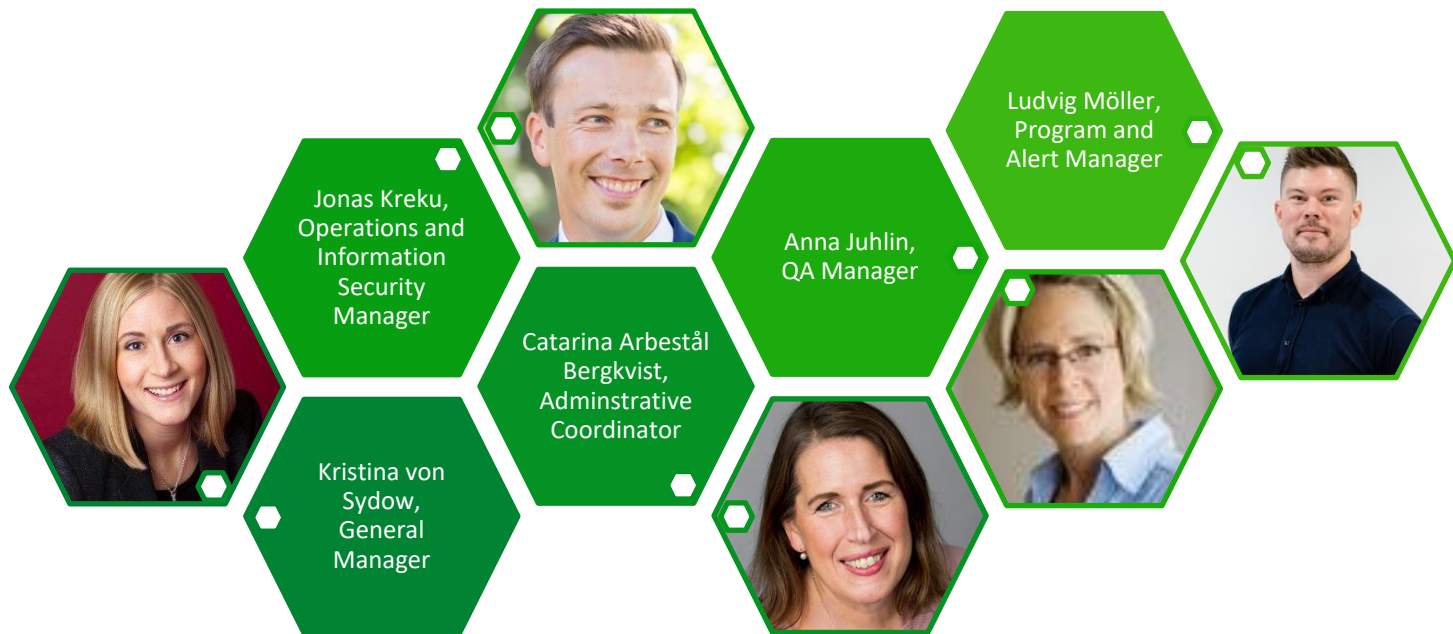 Ludvig Möller,
Program and
Alert Manager
Jonas Kreku,
Operations and
Information
Security
Manager
Anna Juhlin,
QA Manager
Catarina Arbestål
Bergkvist,
Adminstrative
Coordinator
Kristina von
Sydow,
General
Manager